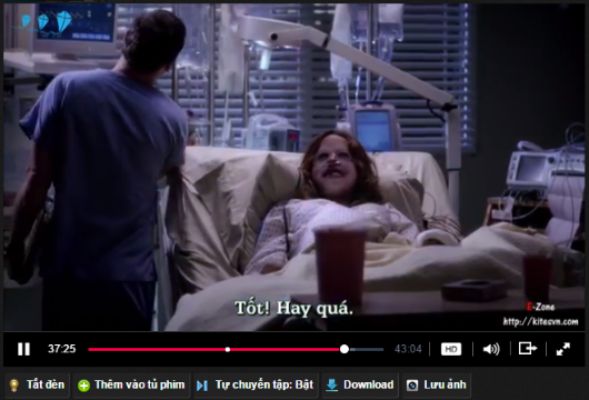 Tốt! Hay quá.
E-Zone
http://kitesvn.com
37:25
43:04
HD
Tắt đèn
Thêm vào tủ phim
Tự chuyển tập: Bật
Download
Lưu ảnh